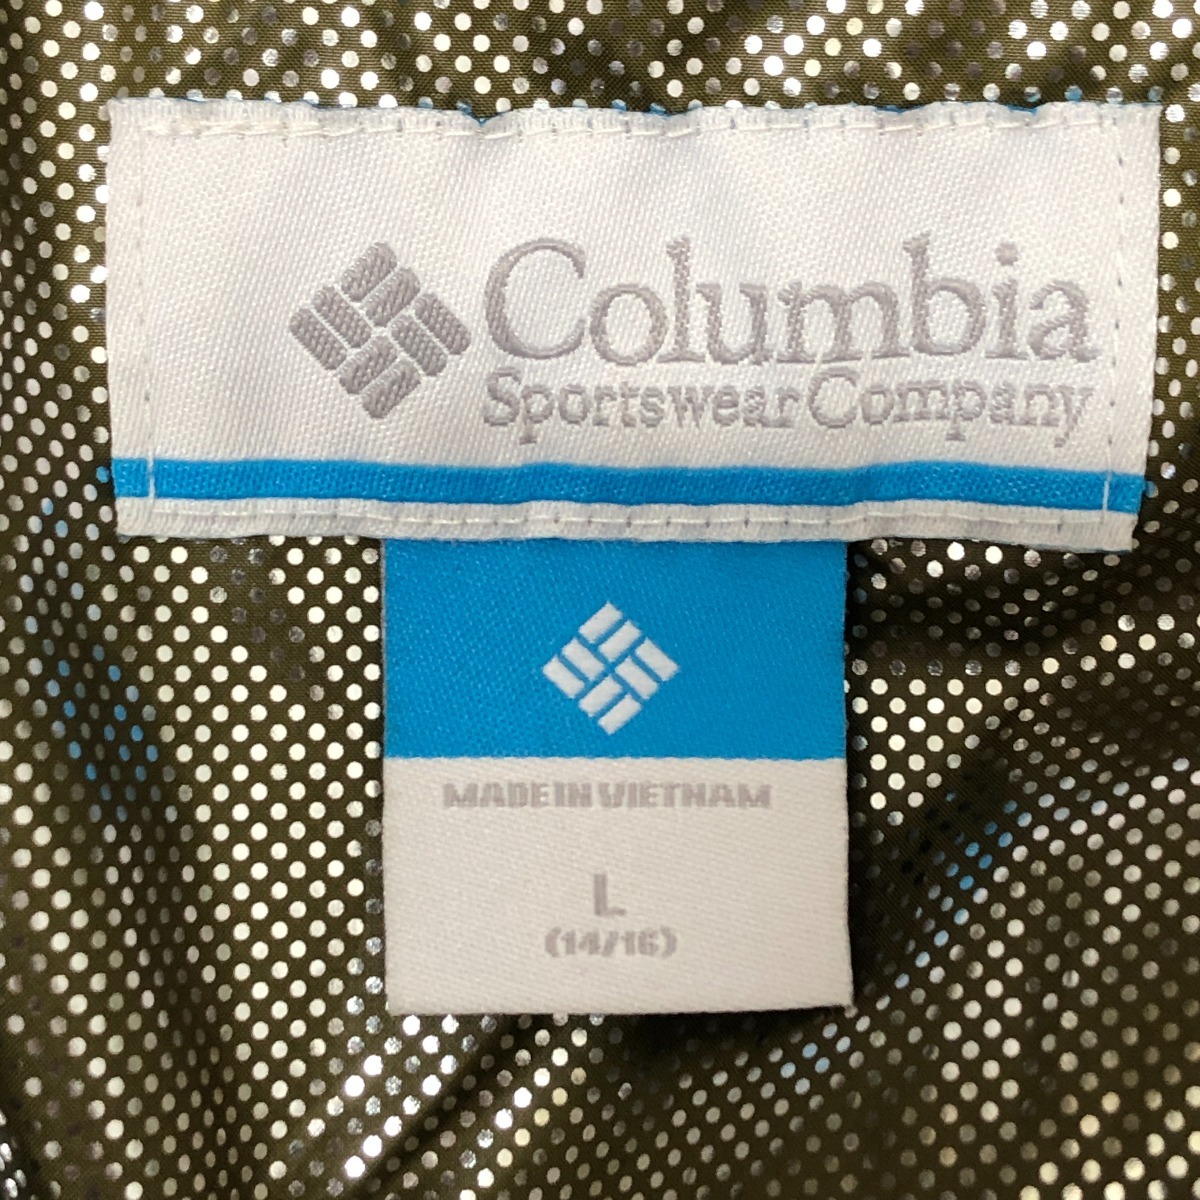 Columbia
Sportswear Company
MADE IN VIETNAM
L
(14/16)